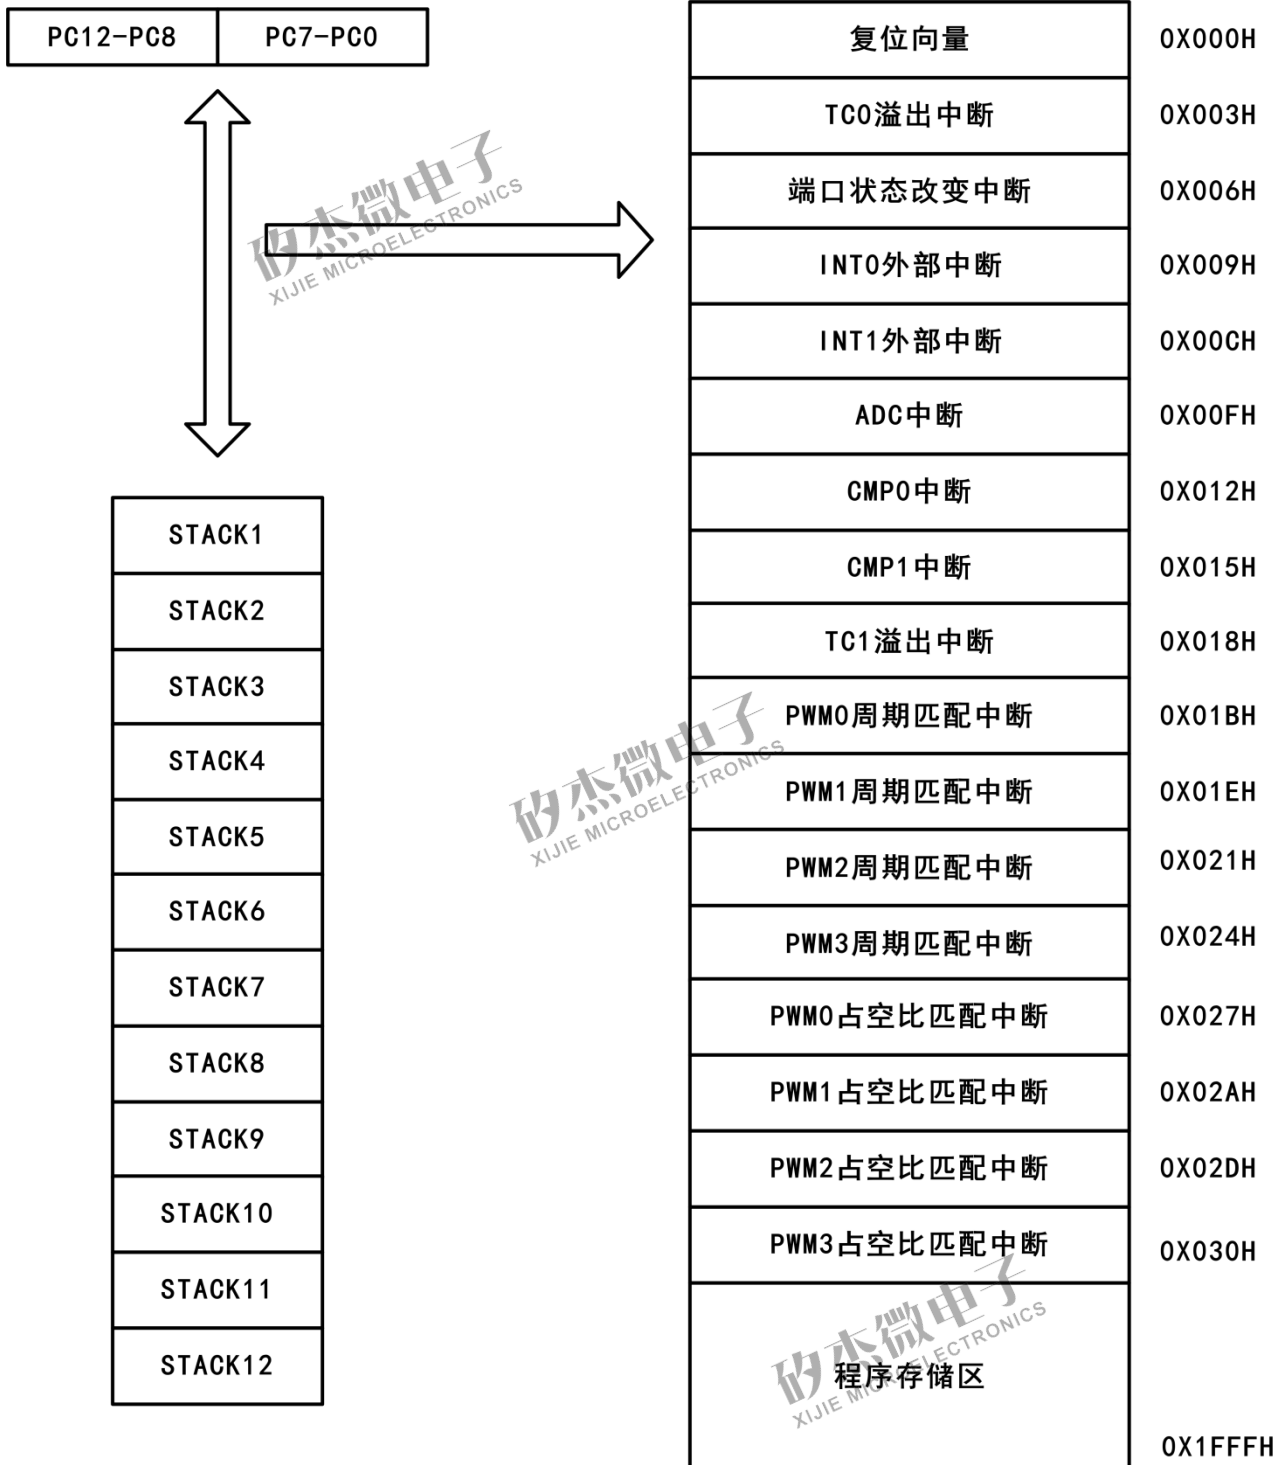 PC12-PC8 PC7-PC0
STACK1
STACK2
STACK3
STACK4
STACK5
STACK6
STACK7
STACK8
STACK9
STACK10
STACK11
STACK12
复位向量 0X000H
TC0溢出中断 0X003H
端口状态改变中断 0X006H
INT0外部中断 0X009H
INT1外部中断 0X00CH
ADC中断 0X00FH
CMP0中断 0X012H
CMP1中断 0X015H
TC1溢出中断 0X018H
PWM0周期匹配中断 0X01BH
PWM1周期匹配中断 0X01EH
PWM2周期匹配中断 0X021H
PWM3周期匹配中断 0X024H
PWM0占空比匹配中断 0X027H
PWM1占空比匹配中断 0X02AH
PWM2占空比匹配中断 0X02DH
PWM3占空比匹配中断 0X030H
程序存储区
0X1FFFH
矽杰微电子
XIJIE MICROELECTRONICS
矽杰微电子
XIJIE MICROELECTRONICS
矽杰微电子
XIJIE MICROELECTRONICS